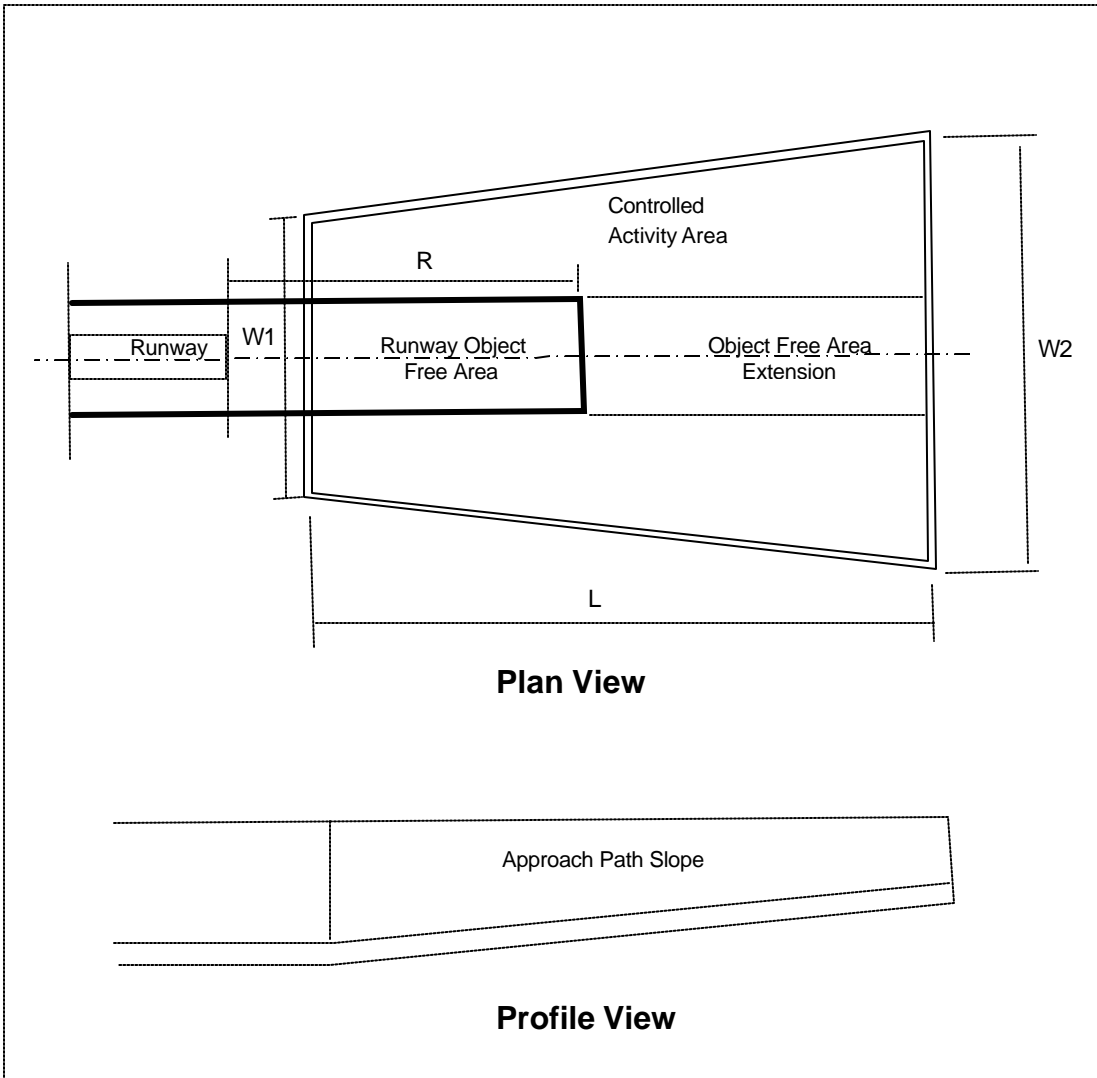 Controlled
Activity Area
R
Runway
W1
Runway Object
Free Area
Object Free Area
Extension
W2
L
Plan View
Approach Path Slope
Profile View